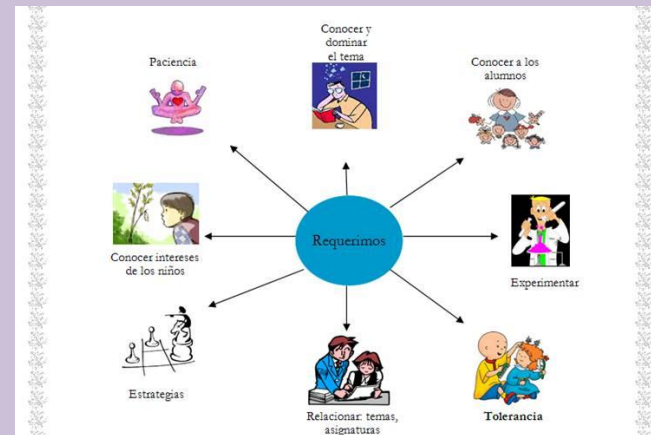 Conocer y
dominar
el tema
Paciencia
Conocer a los
alumnos
Requerimos
Conocer intereses
de los niños
Experimentar
Estrategias
Relacionar: temas,
asignaturas
Tolerancia